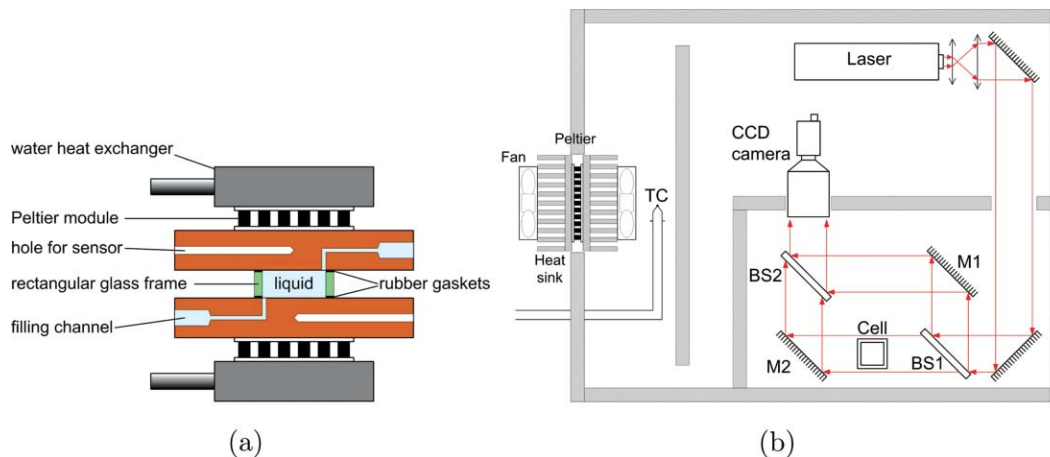 water heat exchanger
Peltier module
hole for sensor
rectangular glass frame
liquid
rubber gaskets
filling channel
(a)
Laser
CCD
camera
Peltier
Fan
TC
Heat
sink
BS2
M1
Cell
M2
BS1
(b)